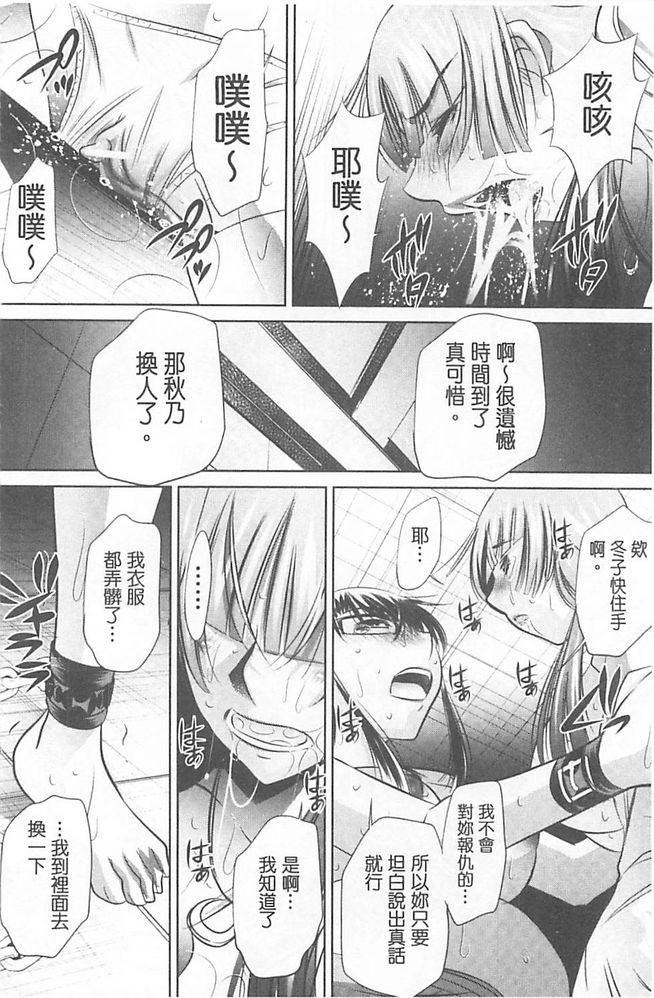 咳咳
耶噗～
噗噗～
噗噗～
啊～很遺憾
時間到了
真可惜。
那秋乃
換人了。
欸
冬子快住手
啊。
耶…
我不會
對妳報仇的…
所以妳只要
坦白說出真話
就行
……
是啊…
我知道了
我衣服
都弄髒了…
…我到裡面去
換一下